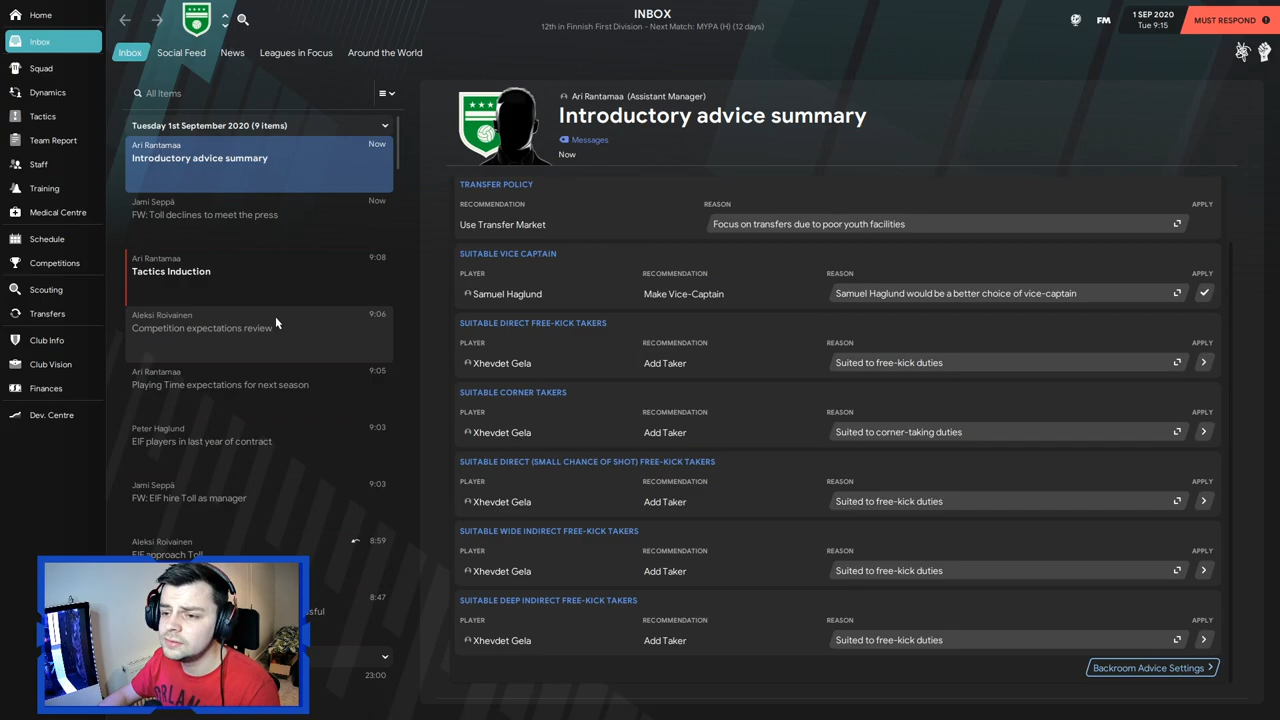 Home
Inbox
Squad
Dynamics
Tactics
Team Report
Staff
Training
Medical Centre
Schedule
Competitions
Scouting
Transfers
Club Info
Club Vision
Finances
Dev. Centre
INBOX
12th in Finnish First Division - Next Match: MYPA (H) (12 days)
FM
1 SEP 2020
Tue 9:15
MUST RESPOND
Inbox
Social Feed
News
Leagues in Focus
Around the World
All Items
Tuesday 1st September 2020 (9 items)
Ari Rantamaa
Now
Introductory advice summary
Jami Seppä
Now
FW: Toll declines to meet the press
Ari Rantamaa
9:08
Tactics Induction
Aleksi Roivainen
9:06
Competition expectations review
Ari Rantamaa
9:05
Playing Time expectations for next season
Peter Haglund
9:03
EIF players in last year of contract
Jami Seppä
9:03
FW: EIF hire Toll as manager
Aleksi Roivainen
8:59
EIF approach Toll
8:47
23:00
Ari Rantamaa (Assistant Manager)
Introductory advice summary
Messages
Now
TRANSFER POLICY
RECOMMENDATION REASON APPLY
Use Transfer Market Focus on transfers due to poor youth facilities
SUITABLE VICE CAPTAIN
PLAYER RECOMMENDATION REASON APPLY
Samuel Haglund Make Vice-Captain Samuel Haglund would be a better choice of vice-captain
SUITABLE DIRECT FREE-KICK TAKERS
PLAYER RECOMMENDATION REASON APPLY
Xhevdet Gela Add Taker Suited to free-kick duties
SUITABLE CORNER TAKERS
PLAYER RECOMMENDATION REASON APPLY
Xhevdet Gela Add Taker Suited to corner-taking duties
SUITABLE DIRECT (SMALL CHANCE OF SHOT) FREE-KICK TAKERS
PLAYER RECOMMENDATION REASON APPLY
Xhevdet Gela Add Taker Suited to free-kick duties
SUITABLE WIDE INDIRECT FREE-KICK TAKERS
PLAYER RECOMMENDATION REASON APPLY
Xhevdet Gela Add Taker Suited to free-kick duties
SUITABLE DEEP INDIRECT FREE-KICK TAKERS
PLAYER RECOMMENDATION REASON APPLY
Xhevdet Gela Add Taker Suited to free-kick duties
Backroom Advice Settings